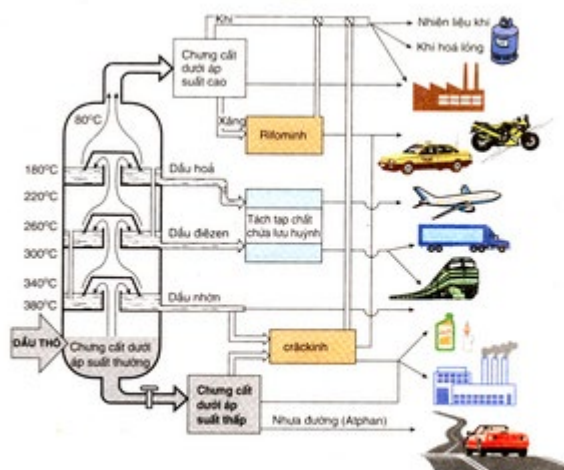 Khí
Nhiên liệu khí
Khí hoá lỏng
Chưng cất
dưới áp
suất cao
80°C
Xăng
Rifominh
180°C
Dầu hoả
220°C
Tách tạp chất
chứa lưu huỳnh
260°C
Dầu điêzen
300°C
340°C
Dầu nhờn
380°C
DẦU THÔ
Chưng cất dưới
áp suất thường
crăckinh
Chưng cất
dưới áp
suất thấp
Nhựa đường (Atphan)